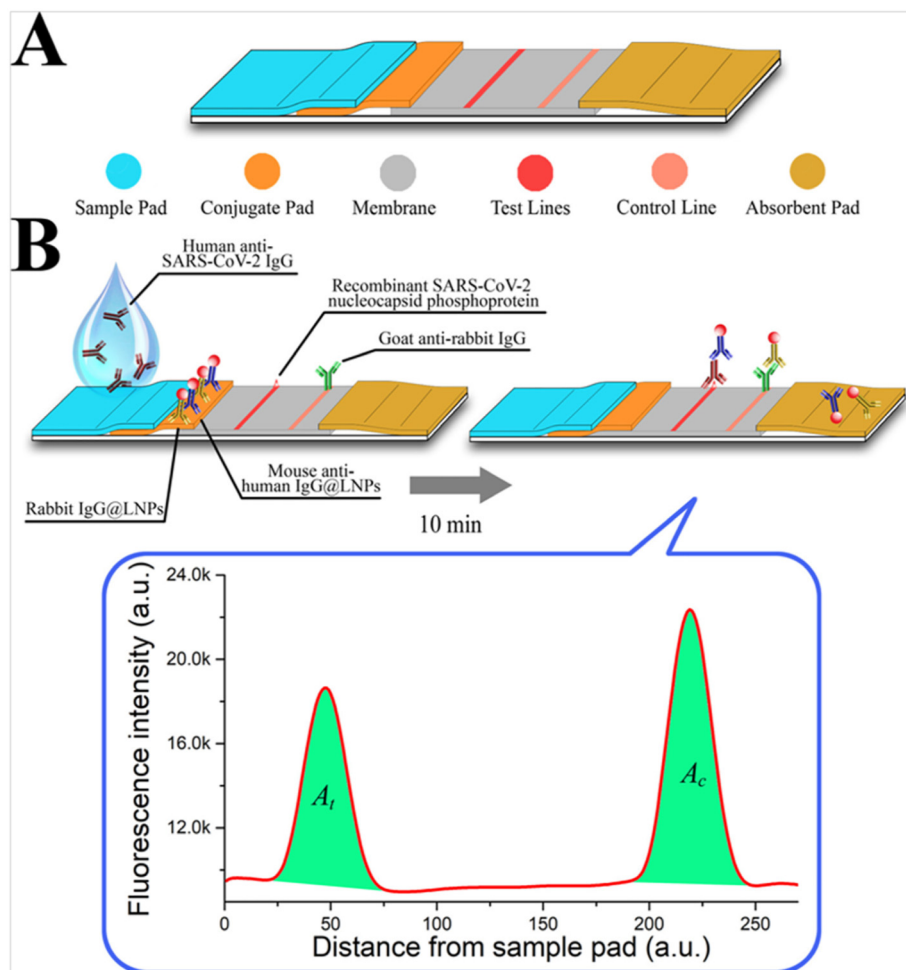 A
Sample Pad
Conjugate Pad
Membrane
Test Lines
Control Line
Absorbent Pad
B
Human anti-
SARS-CoV-2 IgG
Recombinant SARS-CoV-2
nucleocapsid phosphoprotein
Goat anti-rabbit IgG
Mouse anti-
human IgG@LNPs
Rabbit IgG@LNPs
10 min
Fluorescence intensity (a.u.)
24.0k
20.0k
16.0k
12.0k
At
Ac
0
50
100
150
200
250
Distance from sample pad (a.u.)